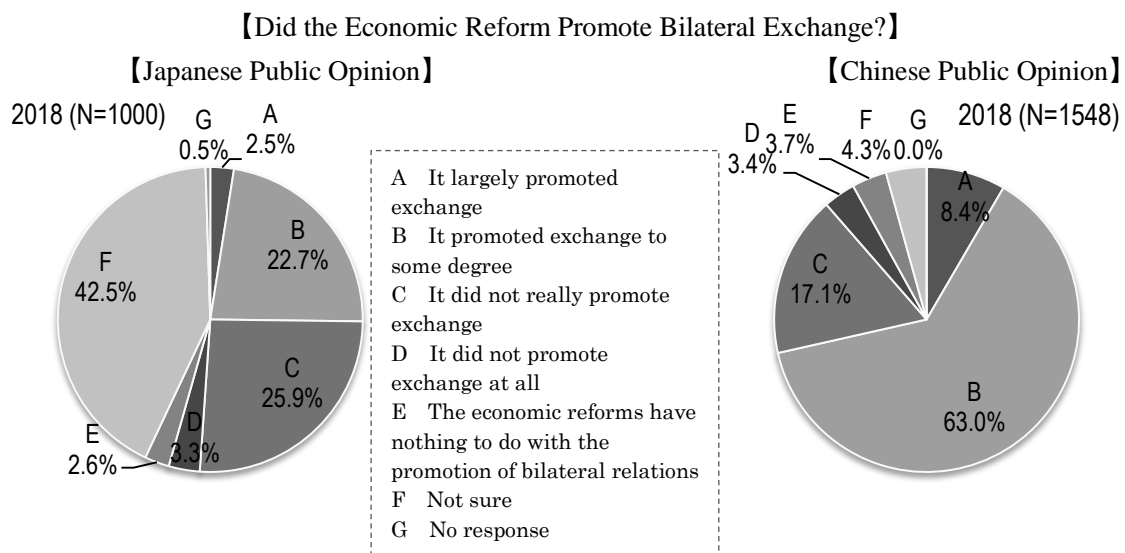 【Did the Economic Reform Promote Bilateral Exchange?】
【Japanese Public Opinion】
2018 (N=1000)
G
0.5%
A
2.5%
B
22.7%
C
25.9%
D
3.3%
E
2.6%
F
42.5%
A It largely promoted
exchange
B It promoted exchange to
some degree
C It did not really promote
exchange
D It did not promote
exchange at all
E The economic reforms have
nothing to do with the
promotion of bilateral relations
F Not sure
G No response
【Chinese Public Opinion】
2018 (N=1548)
D
3.4%
E
3.7%
F
4.3%
G
0.0%
A
8.4%
C
17.1%
B
63.0%